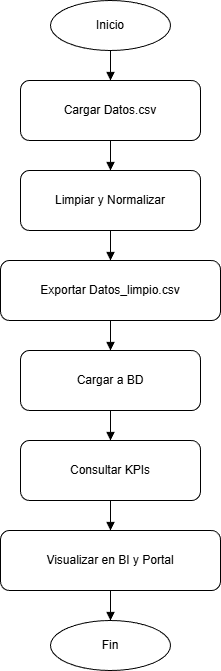 Inicio
Cargar Datos.csv
Limpiar y Normalizar
Exportar Datos_limpio.csv
Cargar a BD
Consultar KPIs
Visualizar en BI y Portal
Fin